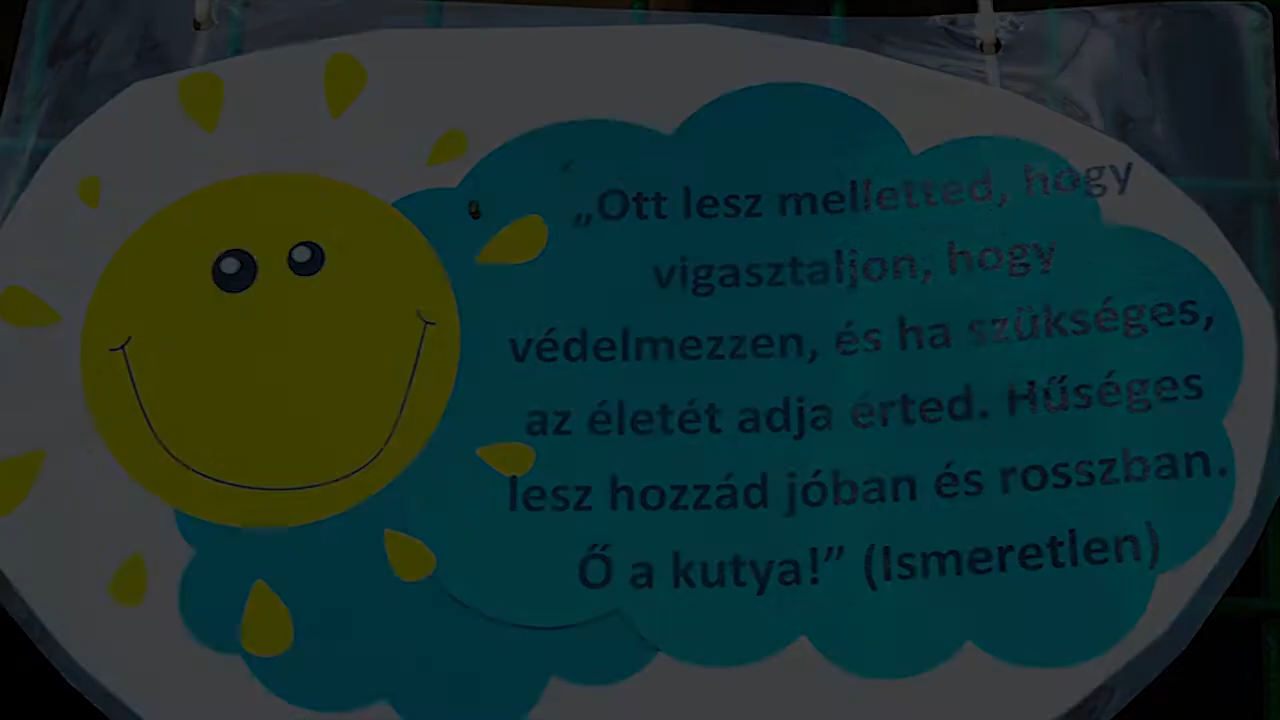 „Ott lesz melletted, hogy
vigasztaljon, hogy
védelmezzen, és ha szükséges,
az életét adja érted. Hűséges
lesz hozzád jóban és rosszban.
Ő a kutya!” (Ismeretlen)